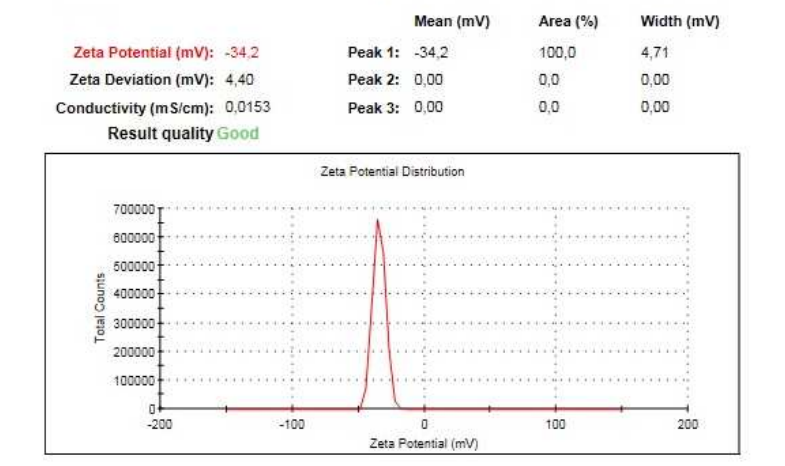 Mean (mV) Area (%) Width (mV)
Zeta Potential (mV): -34,2 Peak 1: -34,2 100,0 4,71
Zeta Deviation (mV): 4,40 Peak 2: 0,00 0,0 0,00
Conductivity (mS/cm): 0,0153 Peak 3: 0,00 0,0 0,00
Result quality Good
Zeta Potential Distribution
700000
600000
500000
400000
300000
200000
100000
0
Total Counts
-200 -100 0 100 200
Zeta Potential (mV)